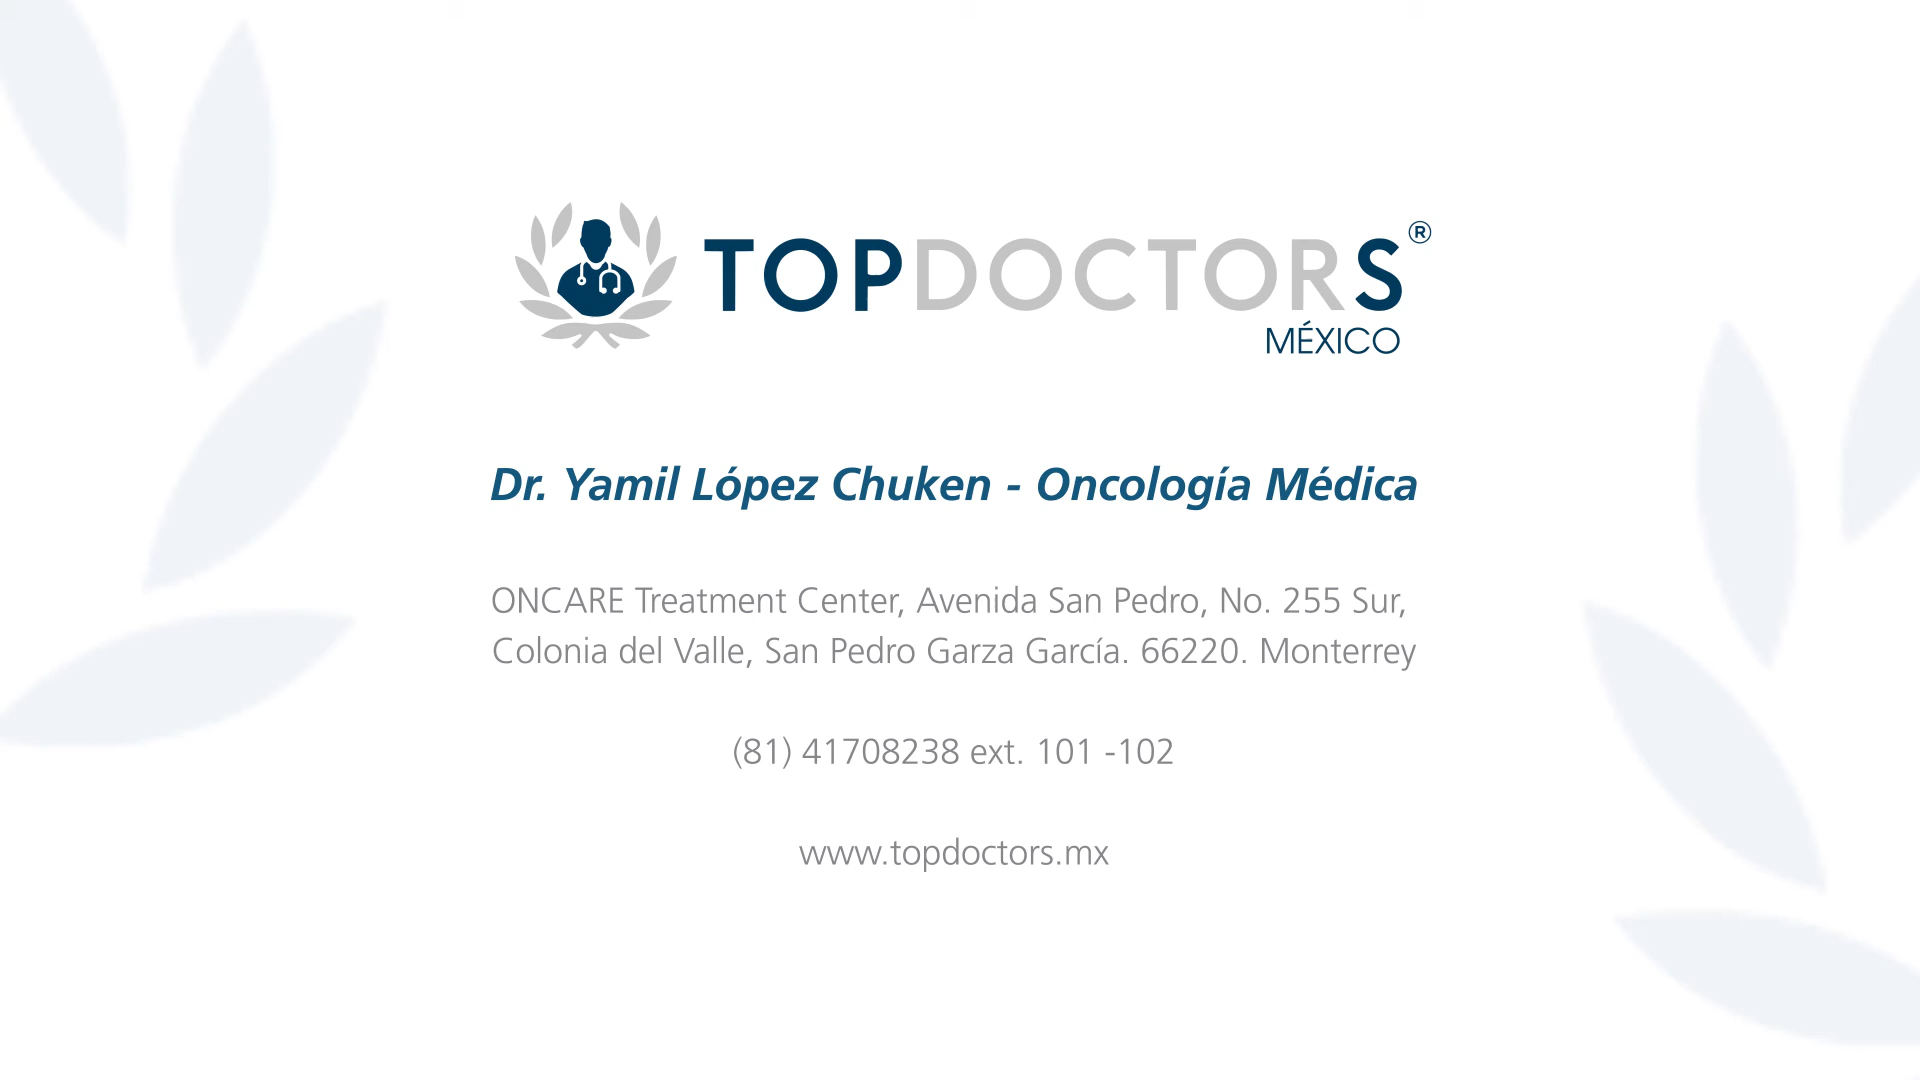 TOPDOCTORS®
MÉXICO
Dr. Yamil López Chuken - Oncología Médica
ONCARE Treatment Center, Avenida San Pedro, No. 255 Sur,
Colonia del Valle, San Pedro Garza García. 66220. Monterrey
(81) 41708238 ext. 101 -102
www.topdoctors.mx